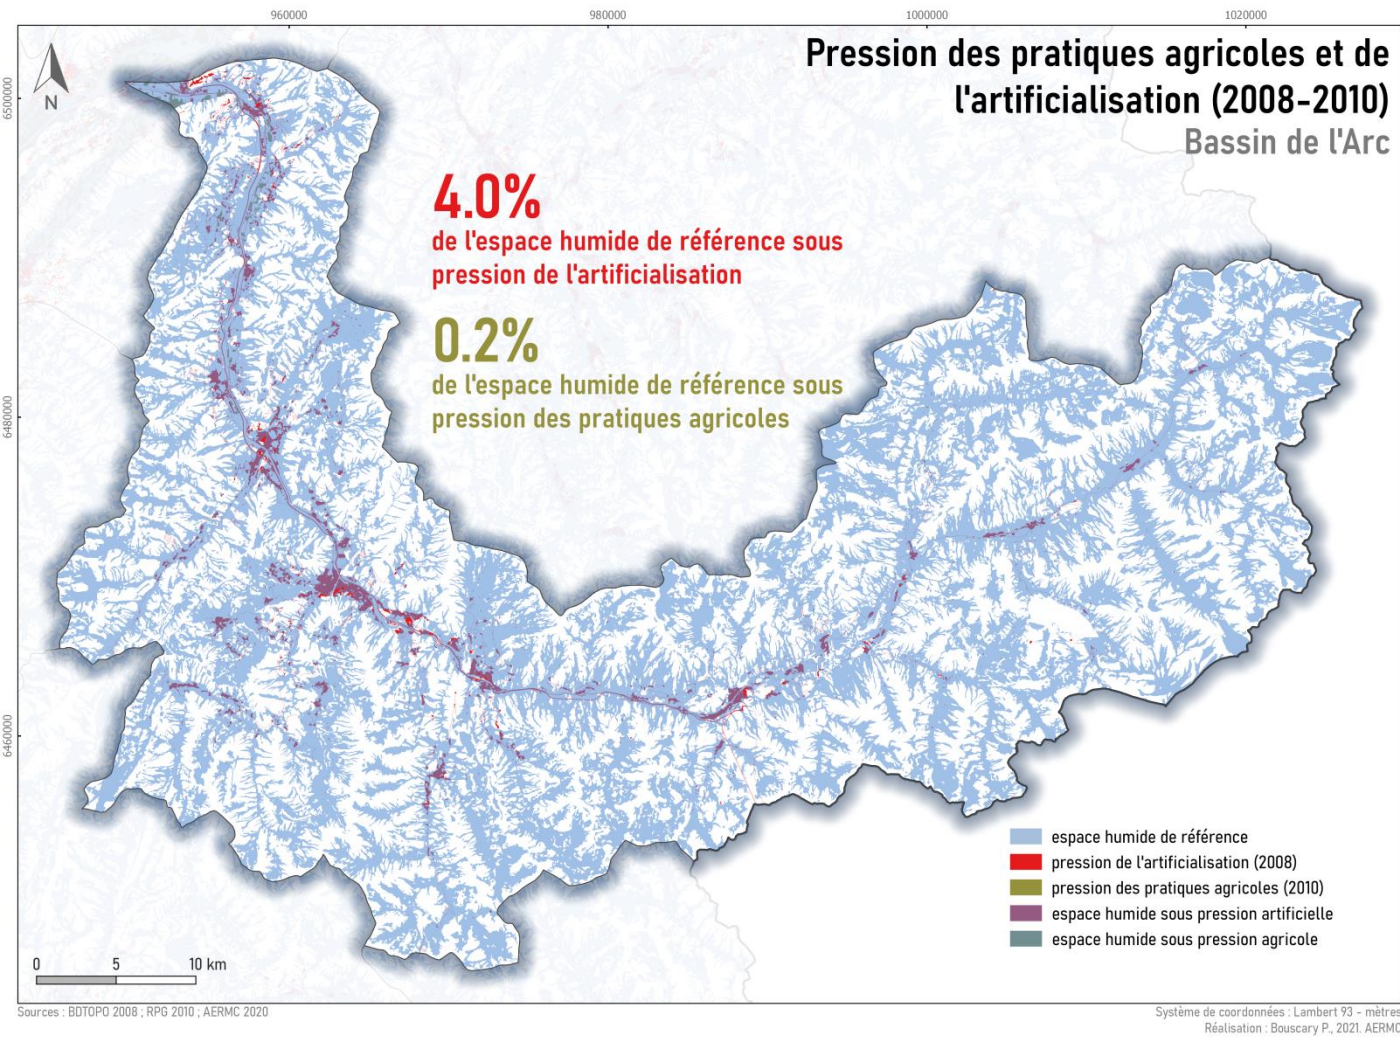 960000
980000
1000000
1020000
Pression des pratiques agricoles et de
l'artificialisation (2008-2010)
Bassin de l'Arc
N
6500000
4.0%
de l'espace humide de référence sous
pression de l'artificialisation
0.2%
de l'espace humide de référence sous
pression des pratiques agricoles
6480000
6460000
espace humide de référence
pression de l'artificialisation (2008)
pression des pratiques agricoles (2010)
espace humide sous pression artificielle
espace humide sous pression agricole
0 5 10 km
Sources : BDTOPO 2008 ; RPG 2010 ; AERMC 2020
Système de coordonnées : Lambert 93 - mètres
Réalisation : Bouscary P., 2021. AERMC